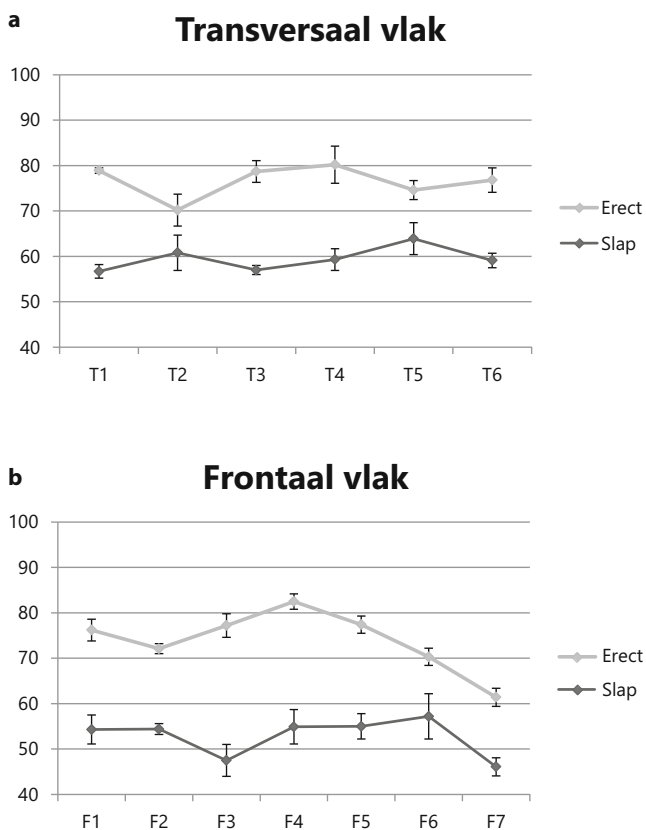 a
Transversaal vlak
100
90
80
70
60
50
40
T1 T2 T3 T4 T5 T6
Erect
Slap
b
Frontaal vlak
100
90
80
70
60
50
40
F1 F2 F3 F4 F5 F6 F7
Erect
Slap